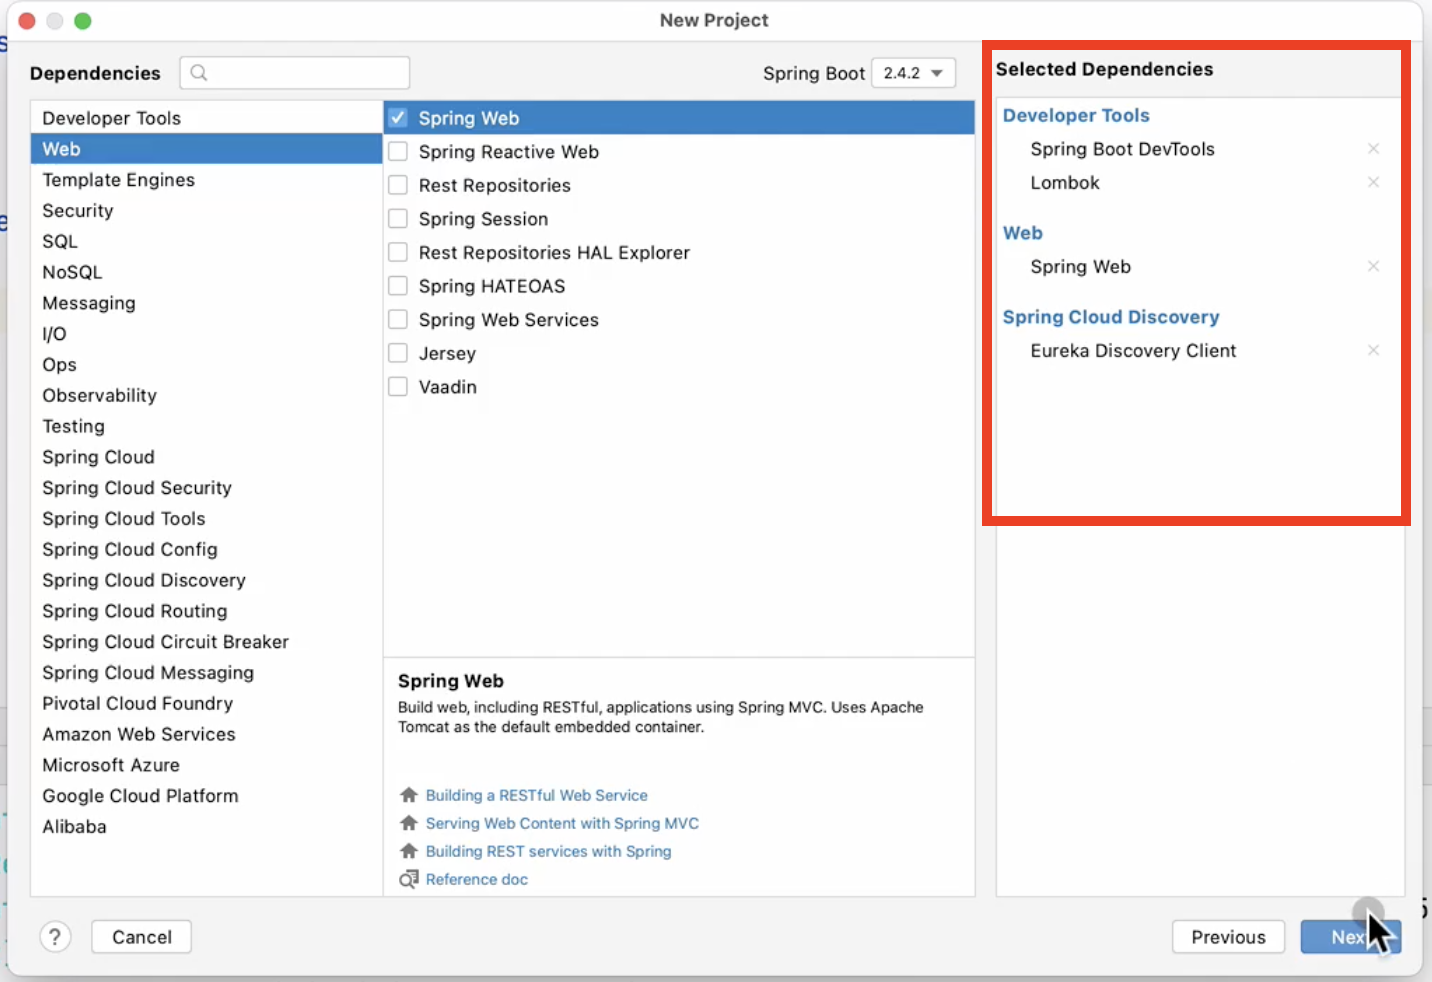 New Project
Dependencies
Spring Boot 2.4.2
Developer Tools
Web
Template Engines
Security
SQL
NoSQL
Messaging
I/O
Ops
Observability
Testing
Spring Cloud
Spring Cloud Security
Spring Cloud Tools
Spring Cloud Config
Spring Cloud Discovery
Spring Cloud Routing
Spring Cloud Circuit Breaker
Spring Cloud Messaging
Pivotal Cloud Foundry
Amazon Web Services
Microsoft Azure
Google Cloud Platform
Alibaba
Spring Web
Spring Reactive Web
Rest Repositories
Spring Session
Rest Repositories HAL Explorer
Spring HATEOAS
Spring Web Services
Jersey
Vaadin
Spring Web
Build web, including RESTful, applications using Spring MVC. Uses Apache
Tomcat as the default embedded container.
Building a RESTful Web Service
Serving Web Content with Spring MVC
Building REST services with Spring
Reference doc
Selected Dependencies
Developer Tools
Spring Boot DevTools
Lombok
Web
Spring Web
Spring Cloud Discovery
Eureka Discovery Client
?
Cancel
Previous
Next